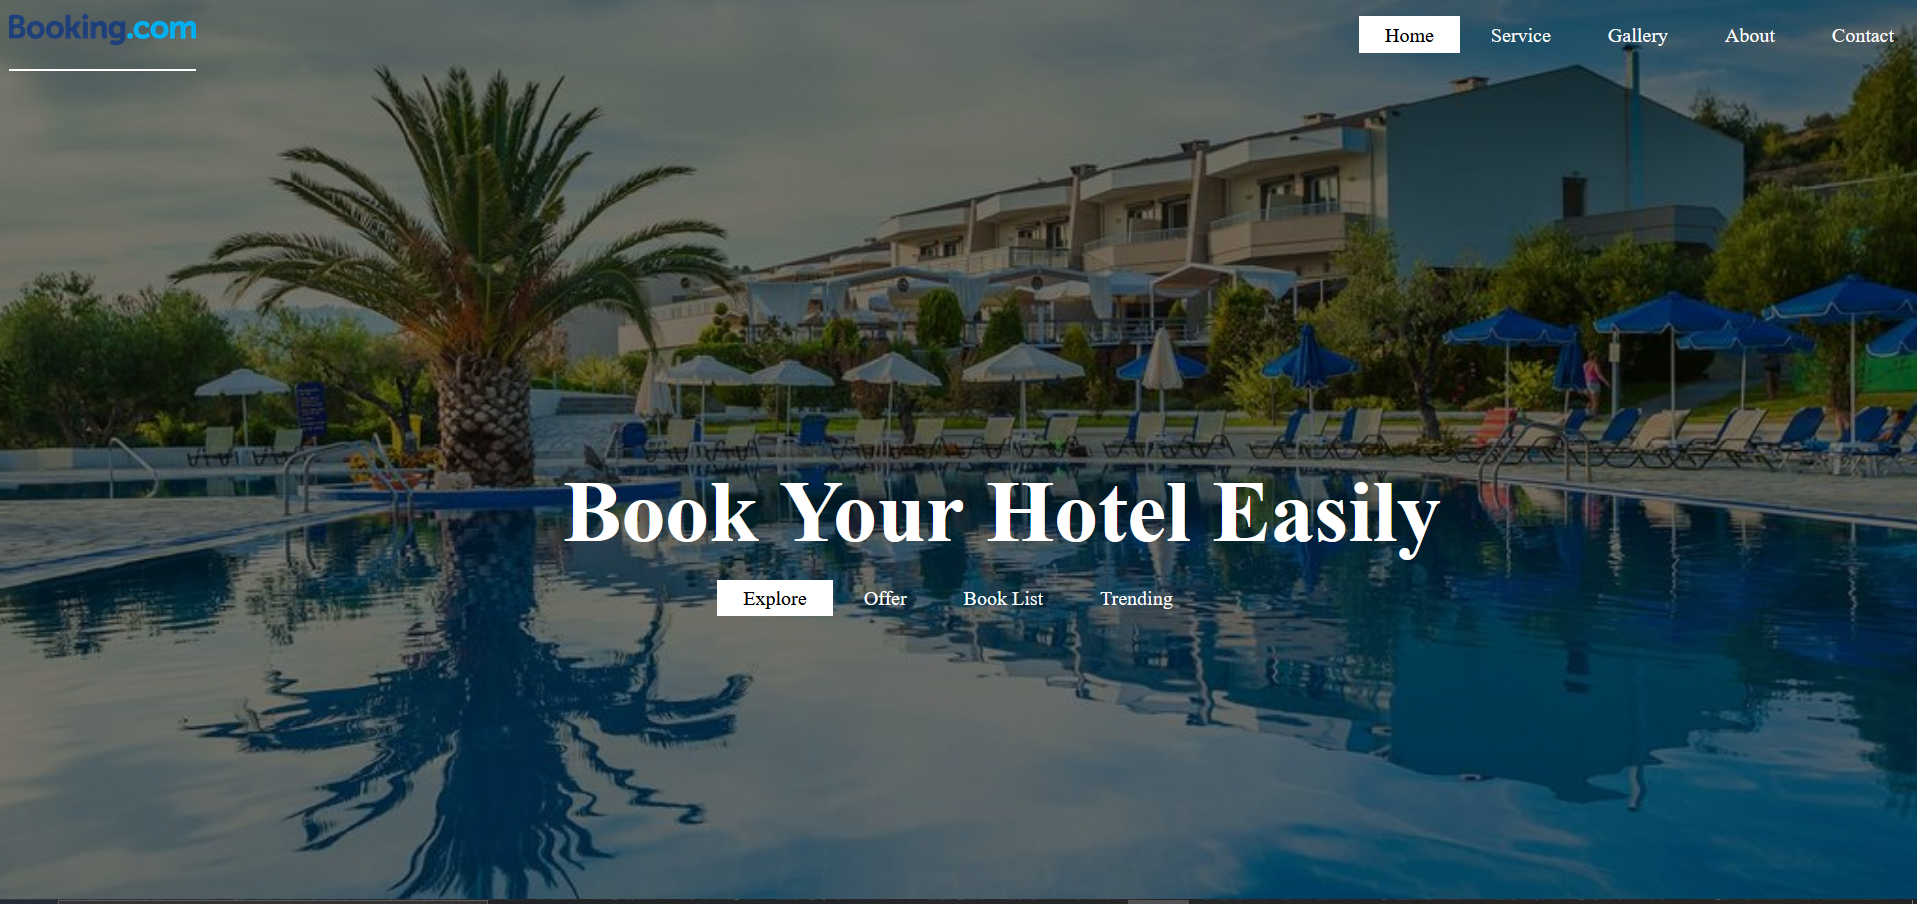 Booking.com
Home Service Gallery About Contact
Book Your Hotel Easily
Explore Offer Book List Trending